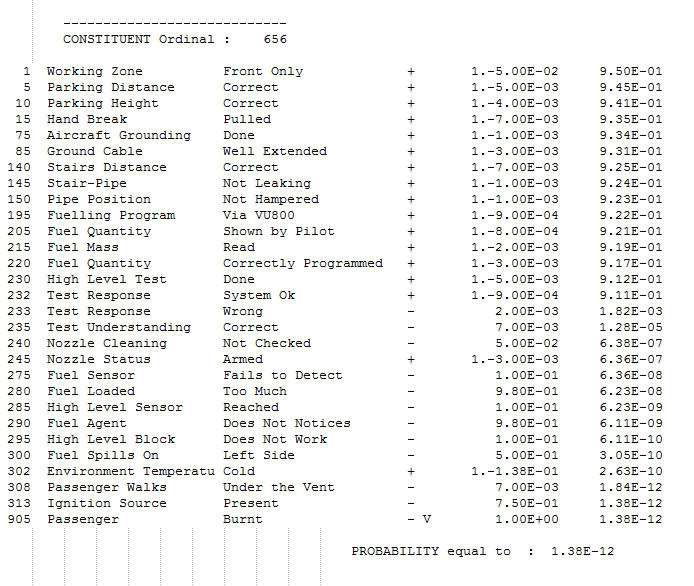 ----------------------------
CONSTITUENT Ordinal :    656
1 Working Zone Front Only + 1.-5.00E-02 9.50E-01
5 Parking Distance Correct + 1.-5.00E-03 9.45E-01
10 Parking Height Correct + 1.-4.00E-03 9.41E-01
15 Hand Break Pulled + 1.-7.00E-03 9.35E-01
75 Aircraft Grounding Done + 1.-1.00E-03 9.34E-01
85 Ground Cable Well Extended + 1.-3.00E-03 9.31E-01
140 Stairs Distance Correct + 1.-7.00E-03 9.25E-01
145 Stair-Pipe Not Leaking + 1.-1.00E-03 9.24E-01
150 Pipe Position Not Hampered + 1.-1.00E-03 9.23E-01
195 Fuelling Program Via VU800 + 1.-9.00E-04 9.22E-01
205 Fuel Quantity Shown by Pilot + 1.-8.00E-04 9.21E-01
215 Fuel Mass Read + 1.-2.00E-03 9.19E-01
220 Fuel Quantity Correctly Programmed + 1.-3.00E-03 9.17E-01
230 High Level Test Done + 1.-5.00E-03 9.12E-01
232 Test Response System Ok + 1.-9.00E-04 9.11E-01
233 Test Response Wrong - 2.00E-03 1.82E-03
235 Test Understanding Correct - 7.00E-03 1.28E-05
240 Nozzle Cleaning Not Checked - 5.00E-02 6.38E-07
245 Nozzle Status Armed + 1.-3.00E-03 6.36E-07
275 Fuel Sensor Fails to Detect - 1.00E-01 6.36E-08
280 Fuel Loaded Too Much - 9.80E-01 6.23E-08
285 High Level Sensor Reached - 1.00E-01 6.23E-09
290 Fuel Agent Does Not Notices - 9.80E-01 6.11E-09
295 High Level Block Does Not Work - 1.00E-01 6.11E-10
300 Fuel Spills On Left Side - 5.00E-01 3.05E-10
302 Environment Temperatu Cold + 1.-1.38E-01 2.63E-10
308 Passenger Walks Under the Vent - 7.00E-03 1.84E-12
313 Ignition Source Present - 7.50E-01 1.38E-12
905 Passenger Burnt - V 1.00E+00 1.38E-12
PROBABILITY equal to : 1.38E-12